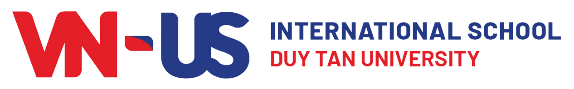 VN-US
INTERNATIONAL SCHOOL
DUY TAN UNIVERSITY